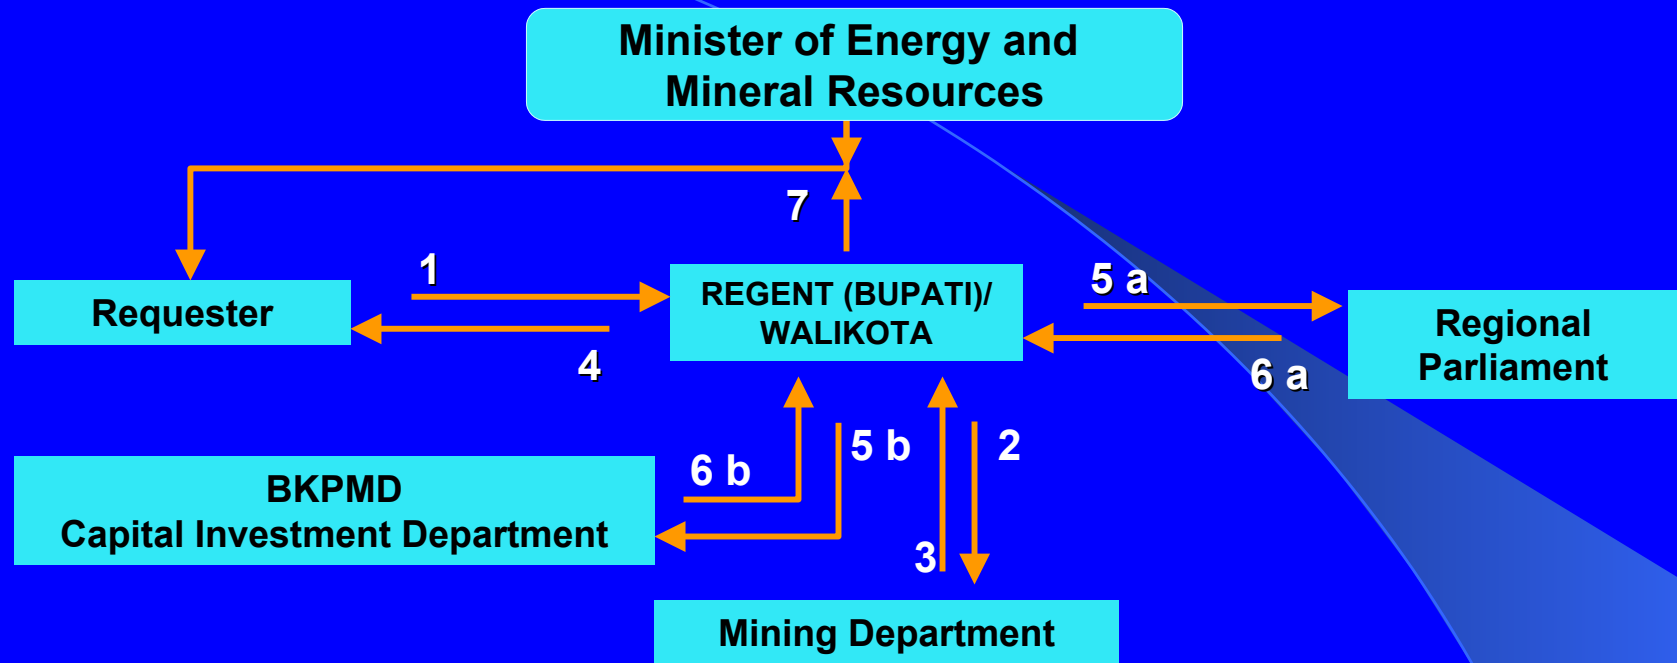 Minister of Energy and
Mineral Resources
7
1
Requester
4
REGENT (BUPATI)/
WALIKOTA
5 a
6 a
Regional
Parliament
6 b
5 b
2
3
BKPMD
Capital Investment Department
Mining Department